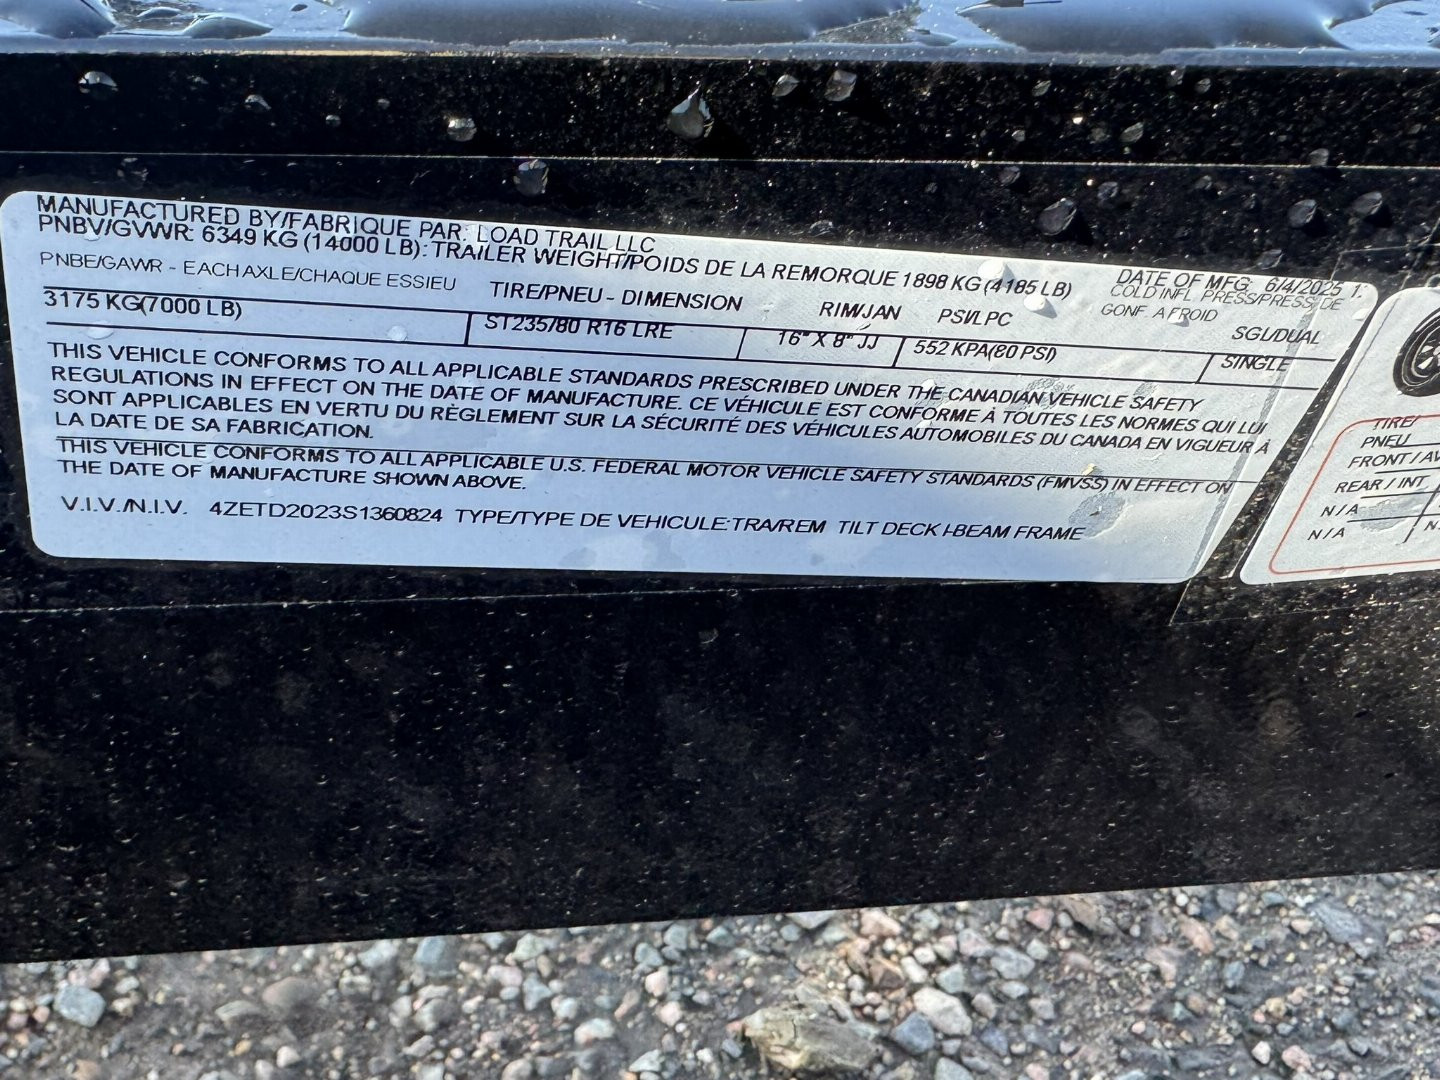 MANUFACTURED BY/FABRIQUE PAR: LOAD TRAIL LLC
PNBV/GVWR: 6349 KG (14000 LB): TRAILER WEIGHT/POIDS DE LA REMORQUE 1898 KG (4185 LB)
DATE OF MFG: 6/4/2025
PNBE/GAWR - EACH AXLE/CHAQUE ESSIEU TIRE/PNEU - DIMENSION RIM/JAN PSI/LPC COLD INFL PRESS/PRESS. DE GONF. A FROID SGL/DUAL
3175 KG(7000 LB) ST235/80 R16 LRE 16" X 8" JJ 552 KPA(80 PSI) SINGLE
THIS VEHICLE CONFORMS TO ALL APPLICABLE STANDARDS PRESCRIBED UNDER THE CANADIAN VEHICLE SAFETY
REGULATIONS IN EFFECT ON THE DATE OF MANUFACTURE. CE VÉHICULE EST CONFORME À TOUTES LES NORMES QUI LUI
SONT APPLICABLES EN VERTU DU RÈGLEMENT SUR LA SÉCURITÉ DES VÉHICULES AUTOMOBILES DU CANADA EN VIGUEUR À
LA DATE DE SA FABRICATION.
THIS VEHICLE CONFORMS TO ALL APPLICABLE U.S. FEDERAL MOTOR VEHICLE SAFETY STANDARDS (FMVSS) IN EFFECT ON
THE DATE OF MANUFACTURE SHOWN ABOVE.
V.I.V./N.I.V. 4ZETD2023S1360824 TYPE/TYPE DE VEHICULE:TRA/REM TILT DECK I-BEAM FRAME
TIRE/
PNEU
FRONT / AV
REAR / INT
N/A
N/A N.